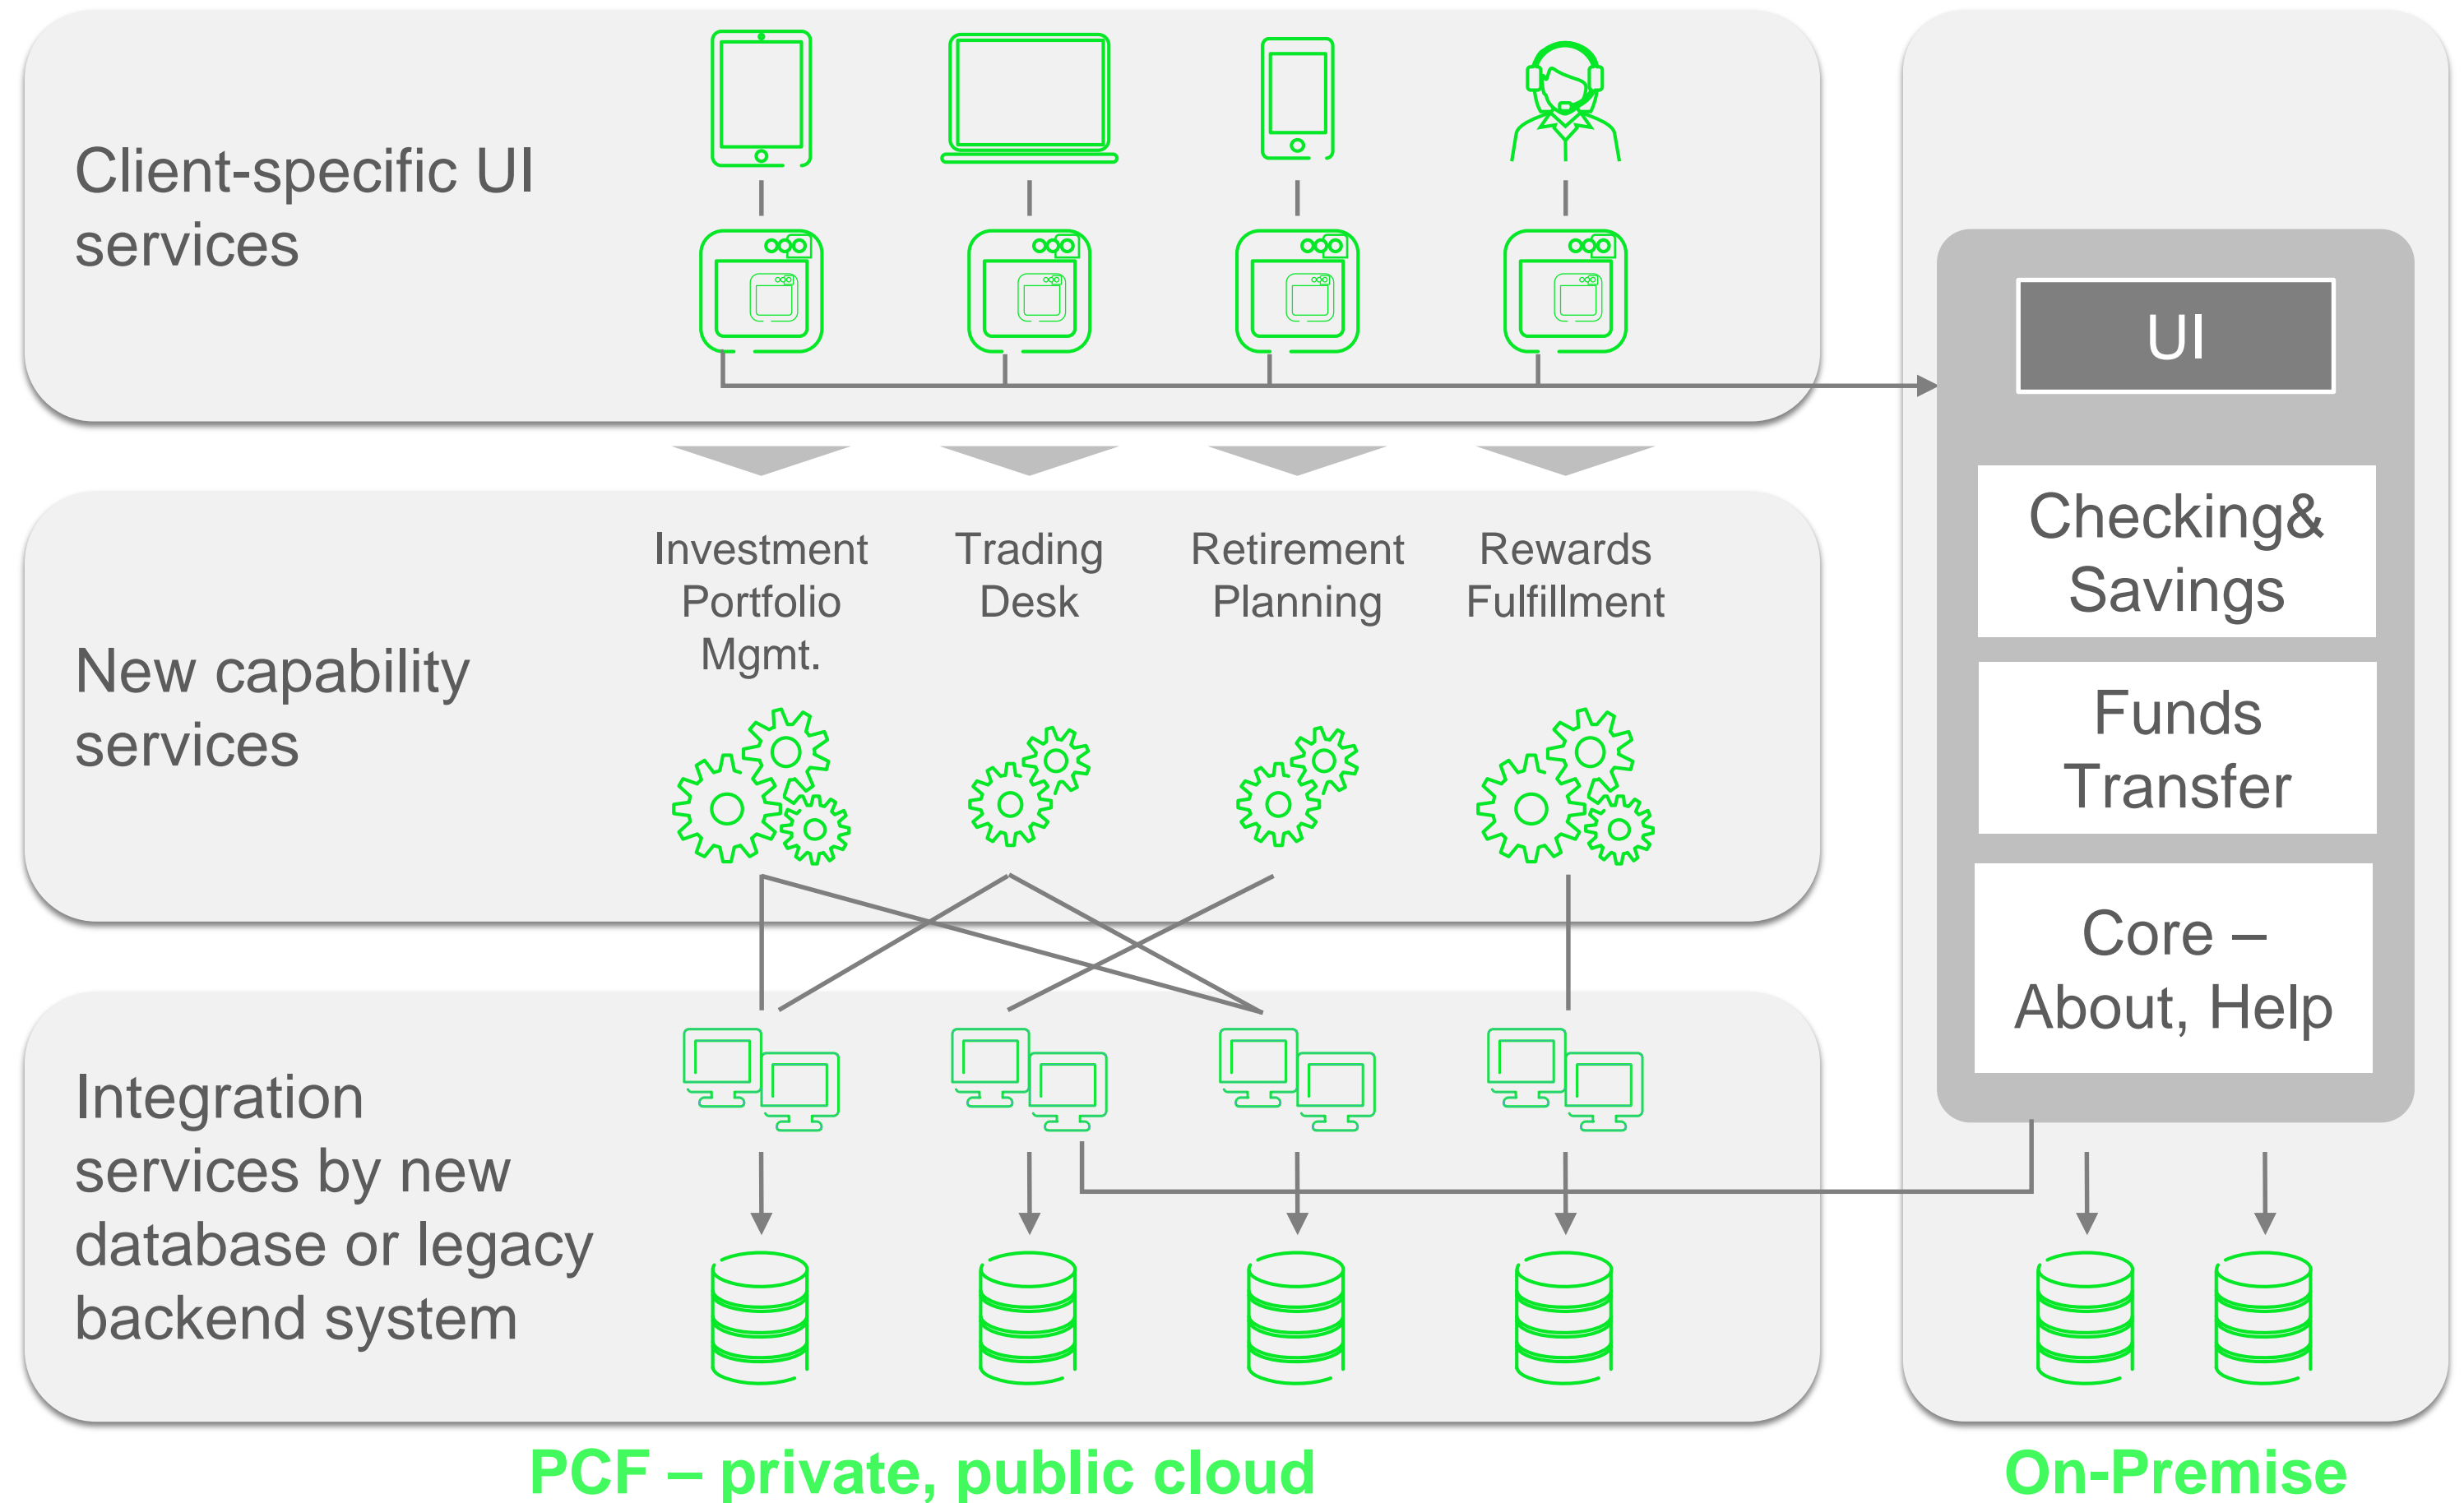 Client-specific UI
services
UI
Checking&
Savings
Funds
Transfer
Core –
About, Help
New capability
services
Investment
Portfolio
Mgmt.
Trading
Desk
Retirement
Planning
Rewards
Fulfillment
Integration
services by new
database or legacy
backend system
PCF – private, public cloud
On-Premise